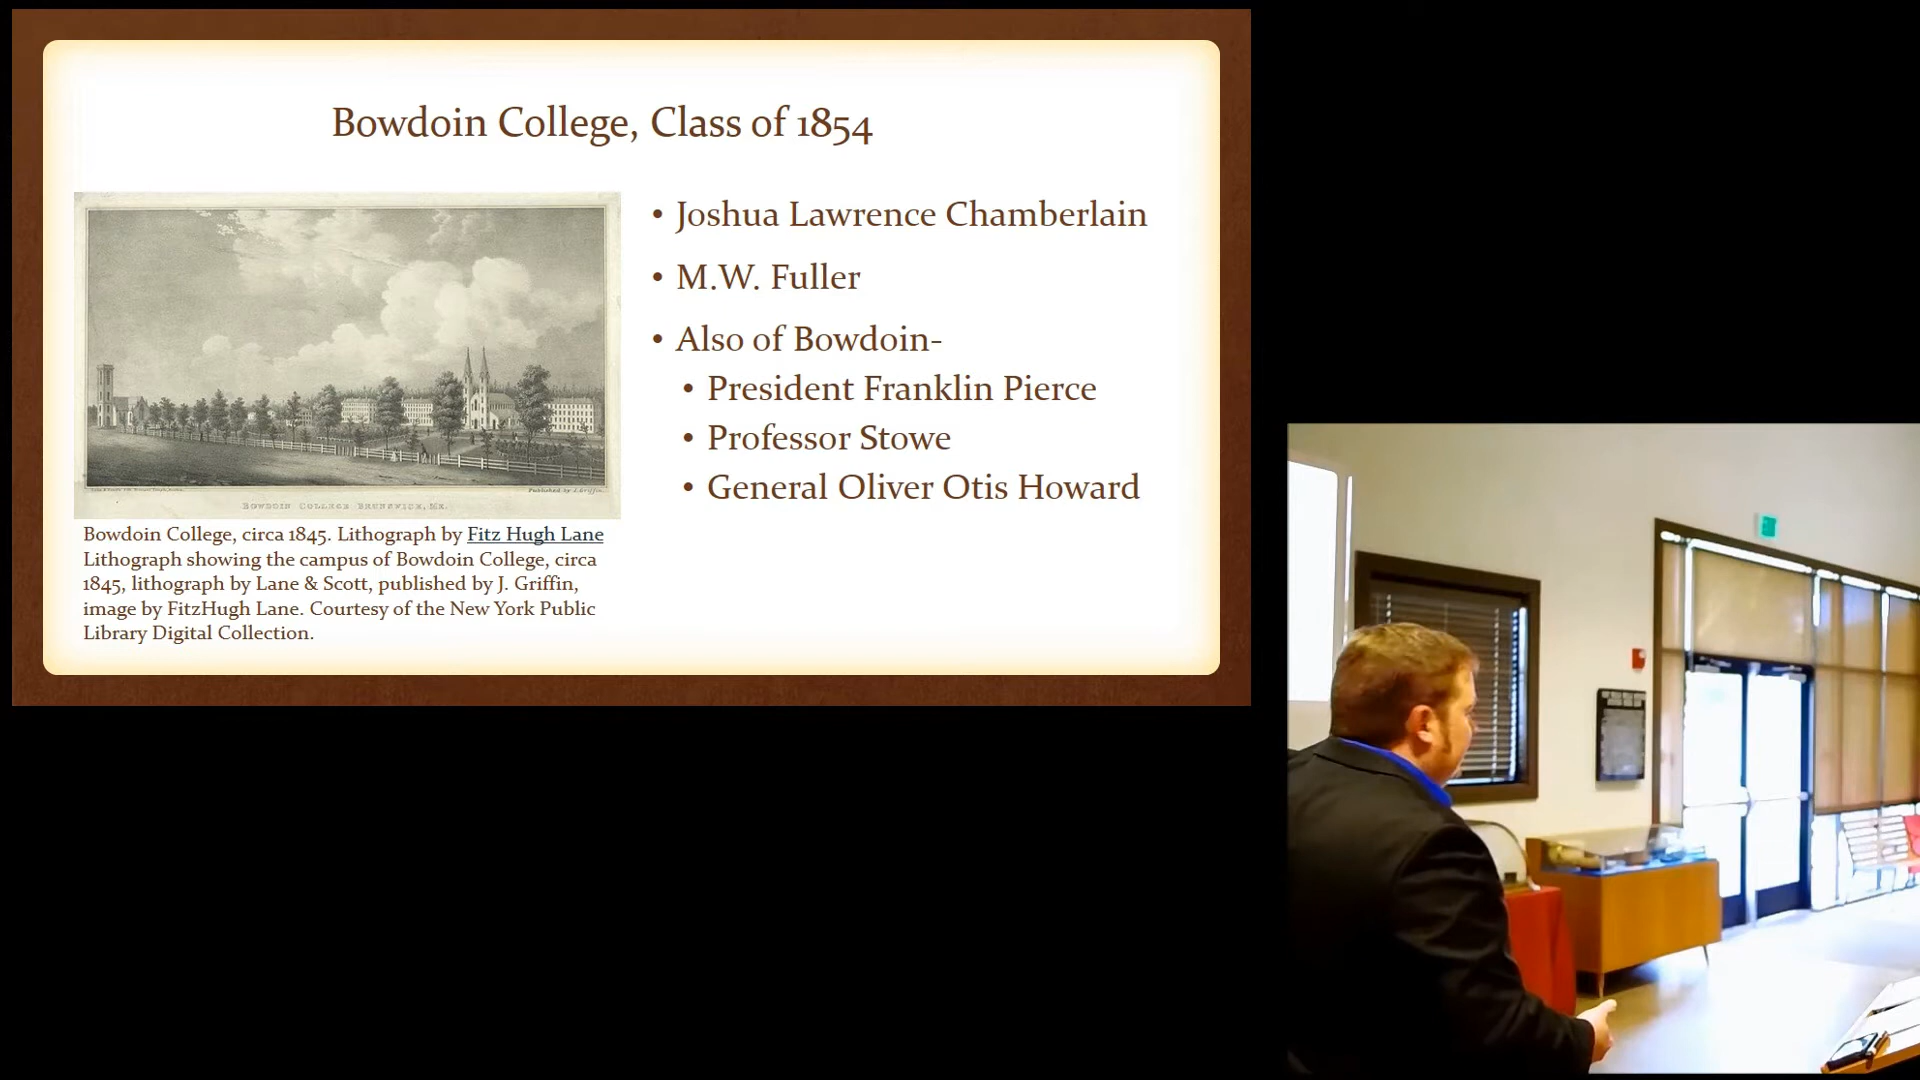 Bowdoin College, Class of 1854
• Joshua Lawrence Chamberlain
• M.W. Fuller
• Also of Bowdoin-
• President Franklin Pierce
• Professor Stowe
• General Oliver Otis Howard
Published by J. Griffin
BOWDOIN COLLEGE BRUNSWICK, ME.
Bowdoin College, circa 1845. Lithograph by Fitz Hugh Lane
Lithograph showing the campus of Bowdoin College, circa
1845, lithograph by Lane & Scott, published by J. Griffin,
image by FitzHugh Lane. Courtesy of the New York Public
Library Digital Collection.